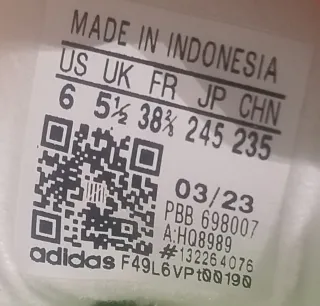 MADE IN INDONESIA
US UK FR JP CHN
6 5½ 38⅔ 245 235
03/23
PBB 698007
A:HQ8989
#132264076
adidas F49L6VPt00190